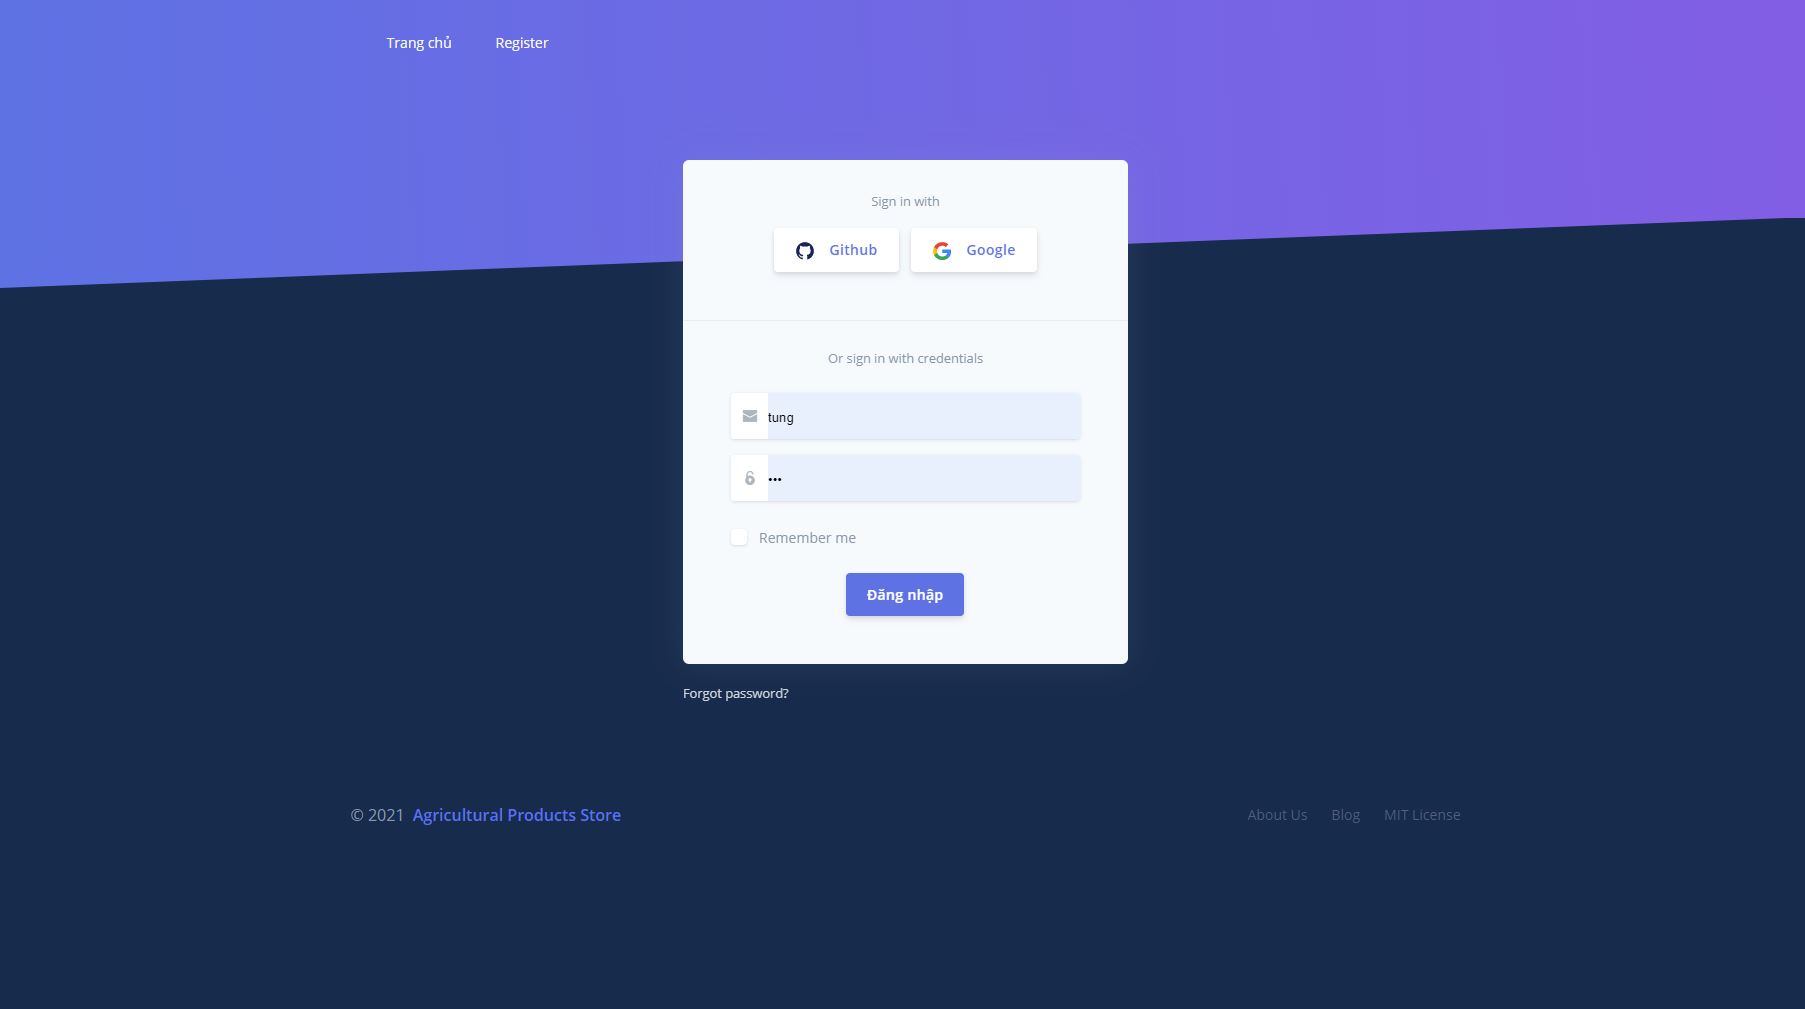 Trang chủ Register
Sign in with
Github Google
Or sign in with credentials
tung
•••
Remember me
Đăng nhập
Forgot password?
© 2021 Agricultural Products Store About Us Blog MIT License